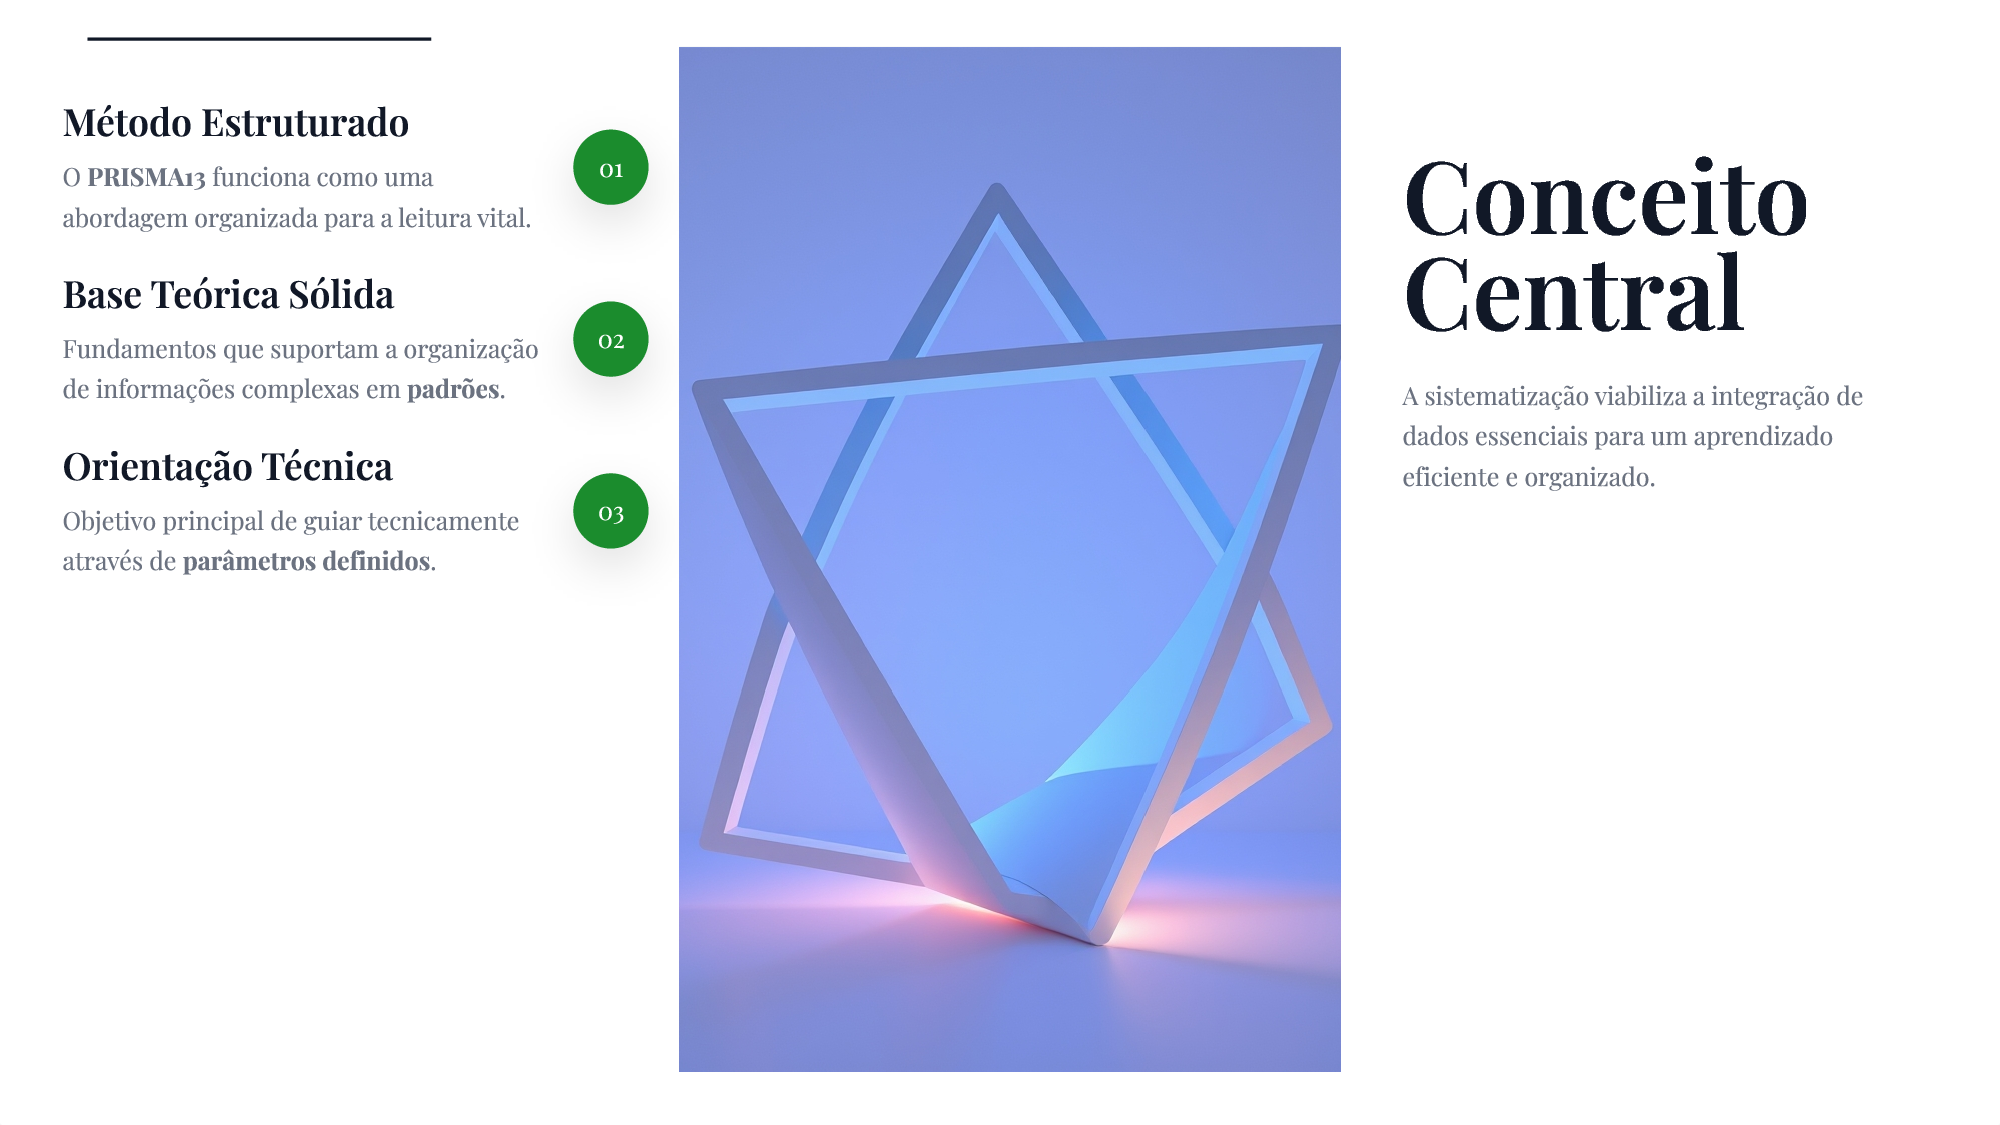 Método Estruturado
O PRISMA13 funciona como uma
abordagem organizada para a leitura vital.
01
Base Teórica Sólida
Fundamentos que suportam a organização
de informações complexas em padrões.
02
Orientação Técnica
Objetivo principal de guiar tecnicamente
através de parâmetros definidos.
03
Conceito
Central
A sistematização viabiliza a integração de
dados essenciais para um aprendizado
eficiente e organizado.